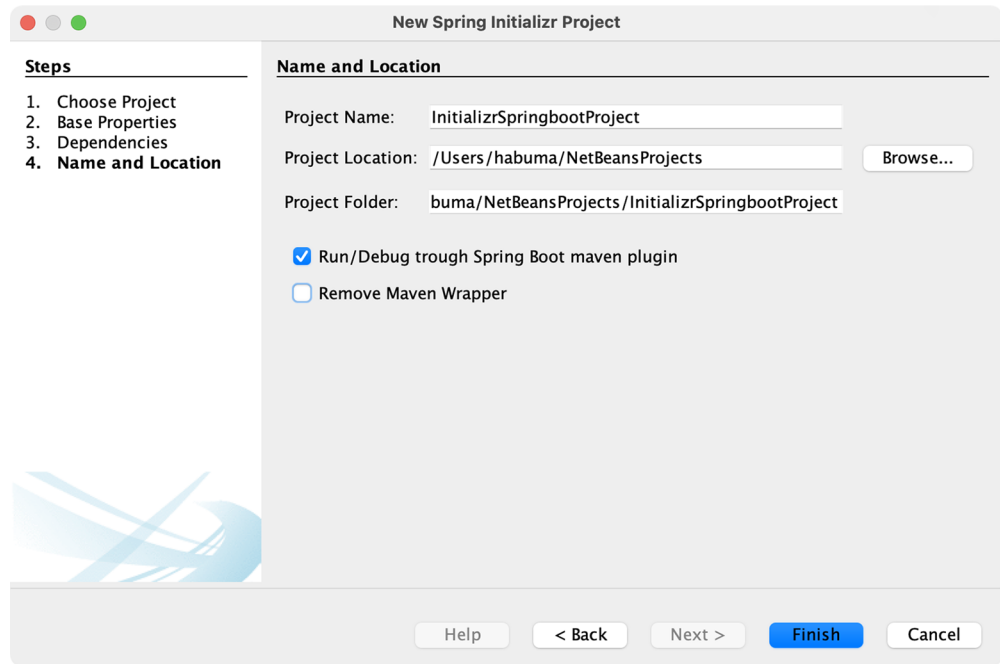 New Spring Initializr Project
Steps
1. Choose Project
2. Base Properties
3. Dependencies
4. Name and Location
Name and Location
Project Name: InitializrSpringbootProject
Project Location: /Users/habuma/NetBeansProjects Browse...
Project Folder: buma/NetBeansProjects/InitializrSpringbootProject
Run/Debug trough Spring Boot maven plugin
Remove Maven Wrapper
Help < Back Next > Finish Cancel